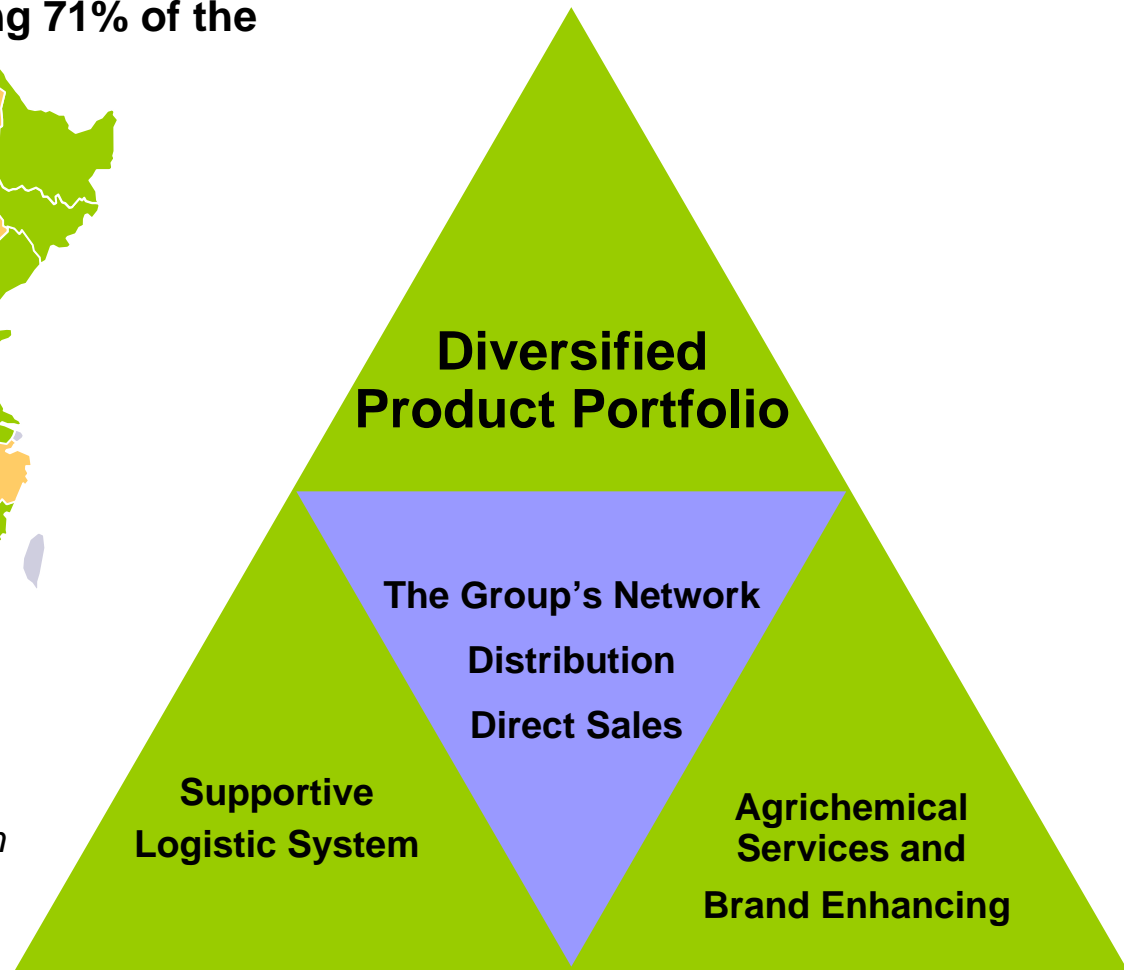 71% of the
Diversified
Product Portfolio
The Group’s Network
Distribution
Direct Sales
Supportive
Logistic System
Agrichemical
Services and
Brand Enhancing